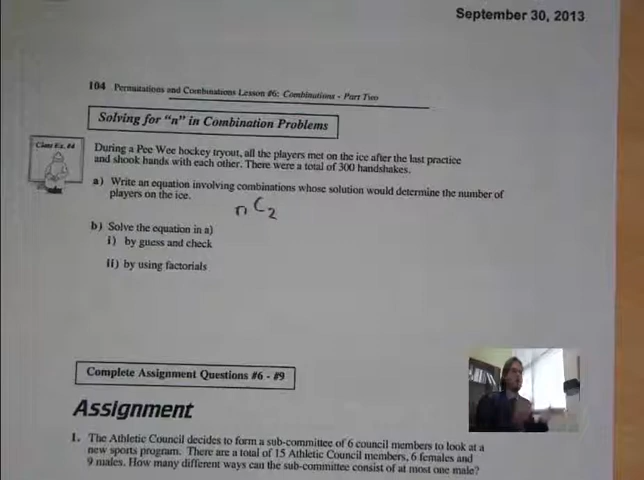 September 30, 2013
104 Permutations and Combinations Lesson #6: Combinations - Part Two
Solving for "n" in Combination Problems
Class Ex. #4
During a Pee Wee hockey tryout, all the players met on the ice after the last practice
and shook hands with each other. There were a total of 300 handshakes.
a) Write an equation involving combinations whose solution would determine the number of
players on the ice.
n C 2
b) Solve the equation in a)
i) by guess and check
ii) by using factorials
Complete Assignment Questions #6 - #9
Assignment
1. The Athletic Council decides to form a sub-committee of 6 council members to look at a
new sports program. There are a total of 15 Athletic Council members, 6 females and
9 males. How many different ways can the sub-committee consist of at most one male?